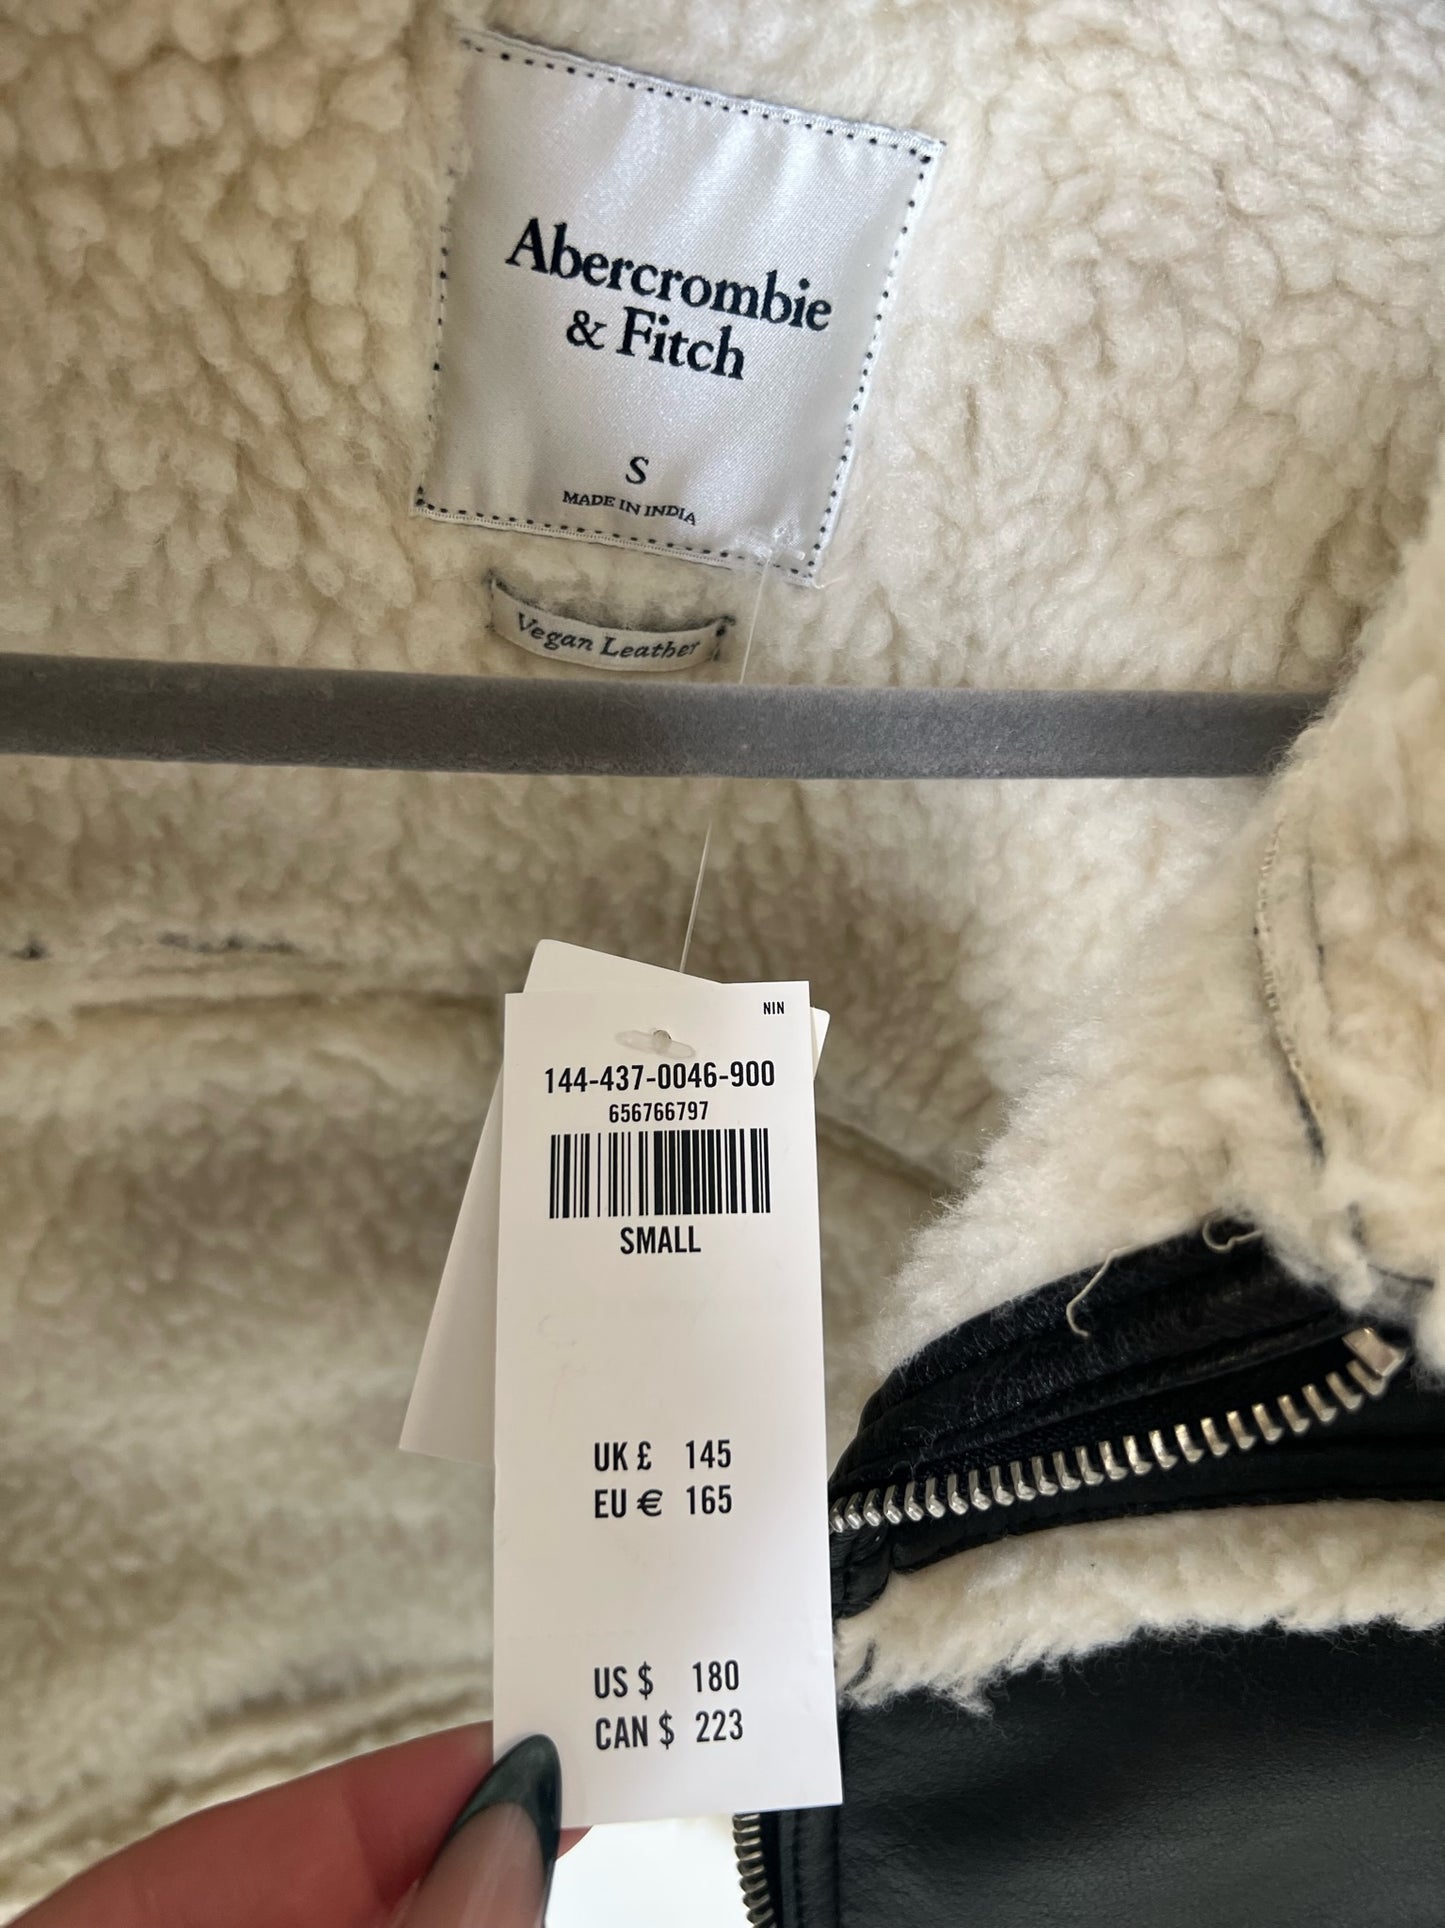 Abercrombie
& Fitch
S
MADE IN INDIA
Vegan Leather
NIN
144-437-0046-900
656766797
SMALL
UK £ 145
EU € 165
US $ 180
CAN $ 223